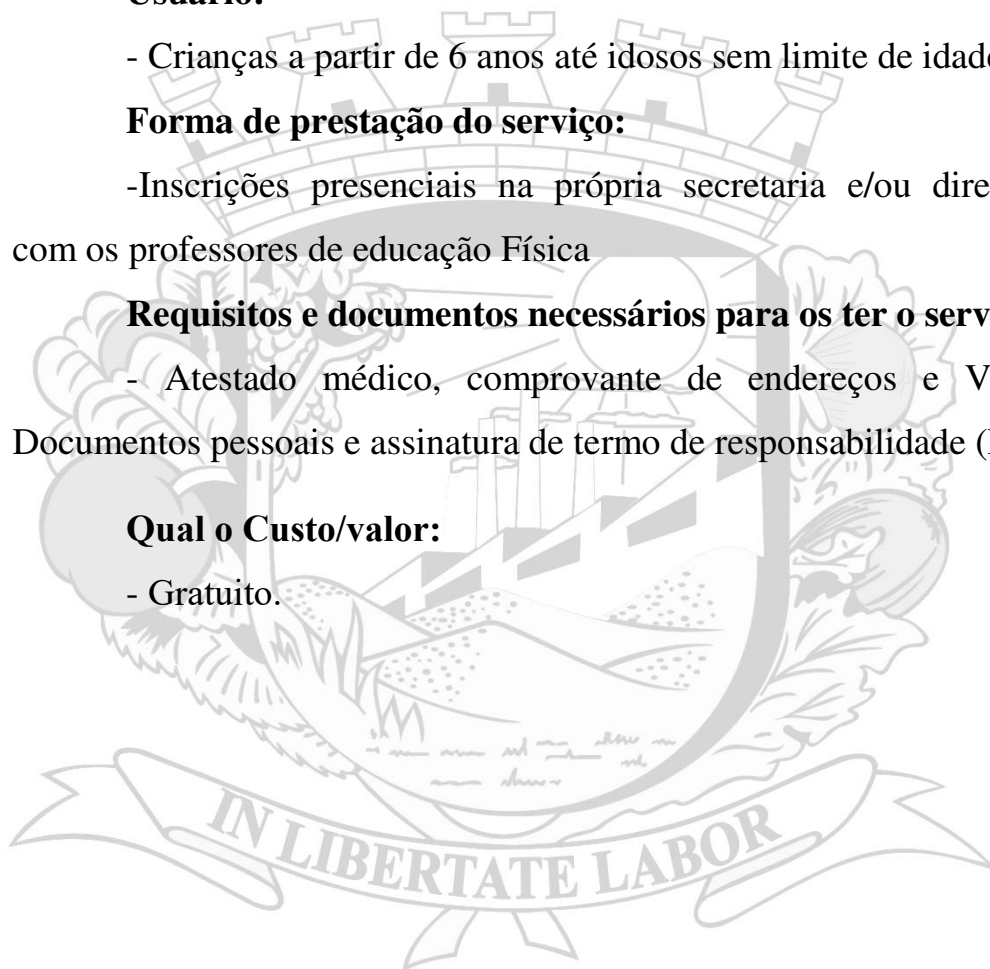 Usuário:
- Crianças a partir de 6 anos até idosos sem limite de idad
Forma de prestação do serviço:
-Inscrições presenciais na própria secretaria e/ou dire
com os professores de educação Física
Requisitos e documentos necessários para os ter o serv
- Atestado médico, comprovante de endereços e V
Documentos pessoais e assinatura de termo de responsabilidade (
Qual o Custo/valor:
- Gratuito.
IN LIBERTATE LABOR